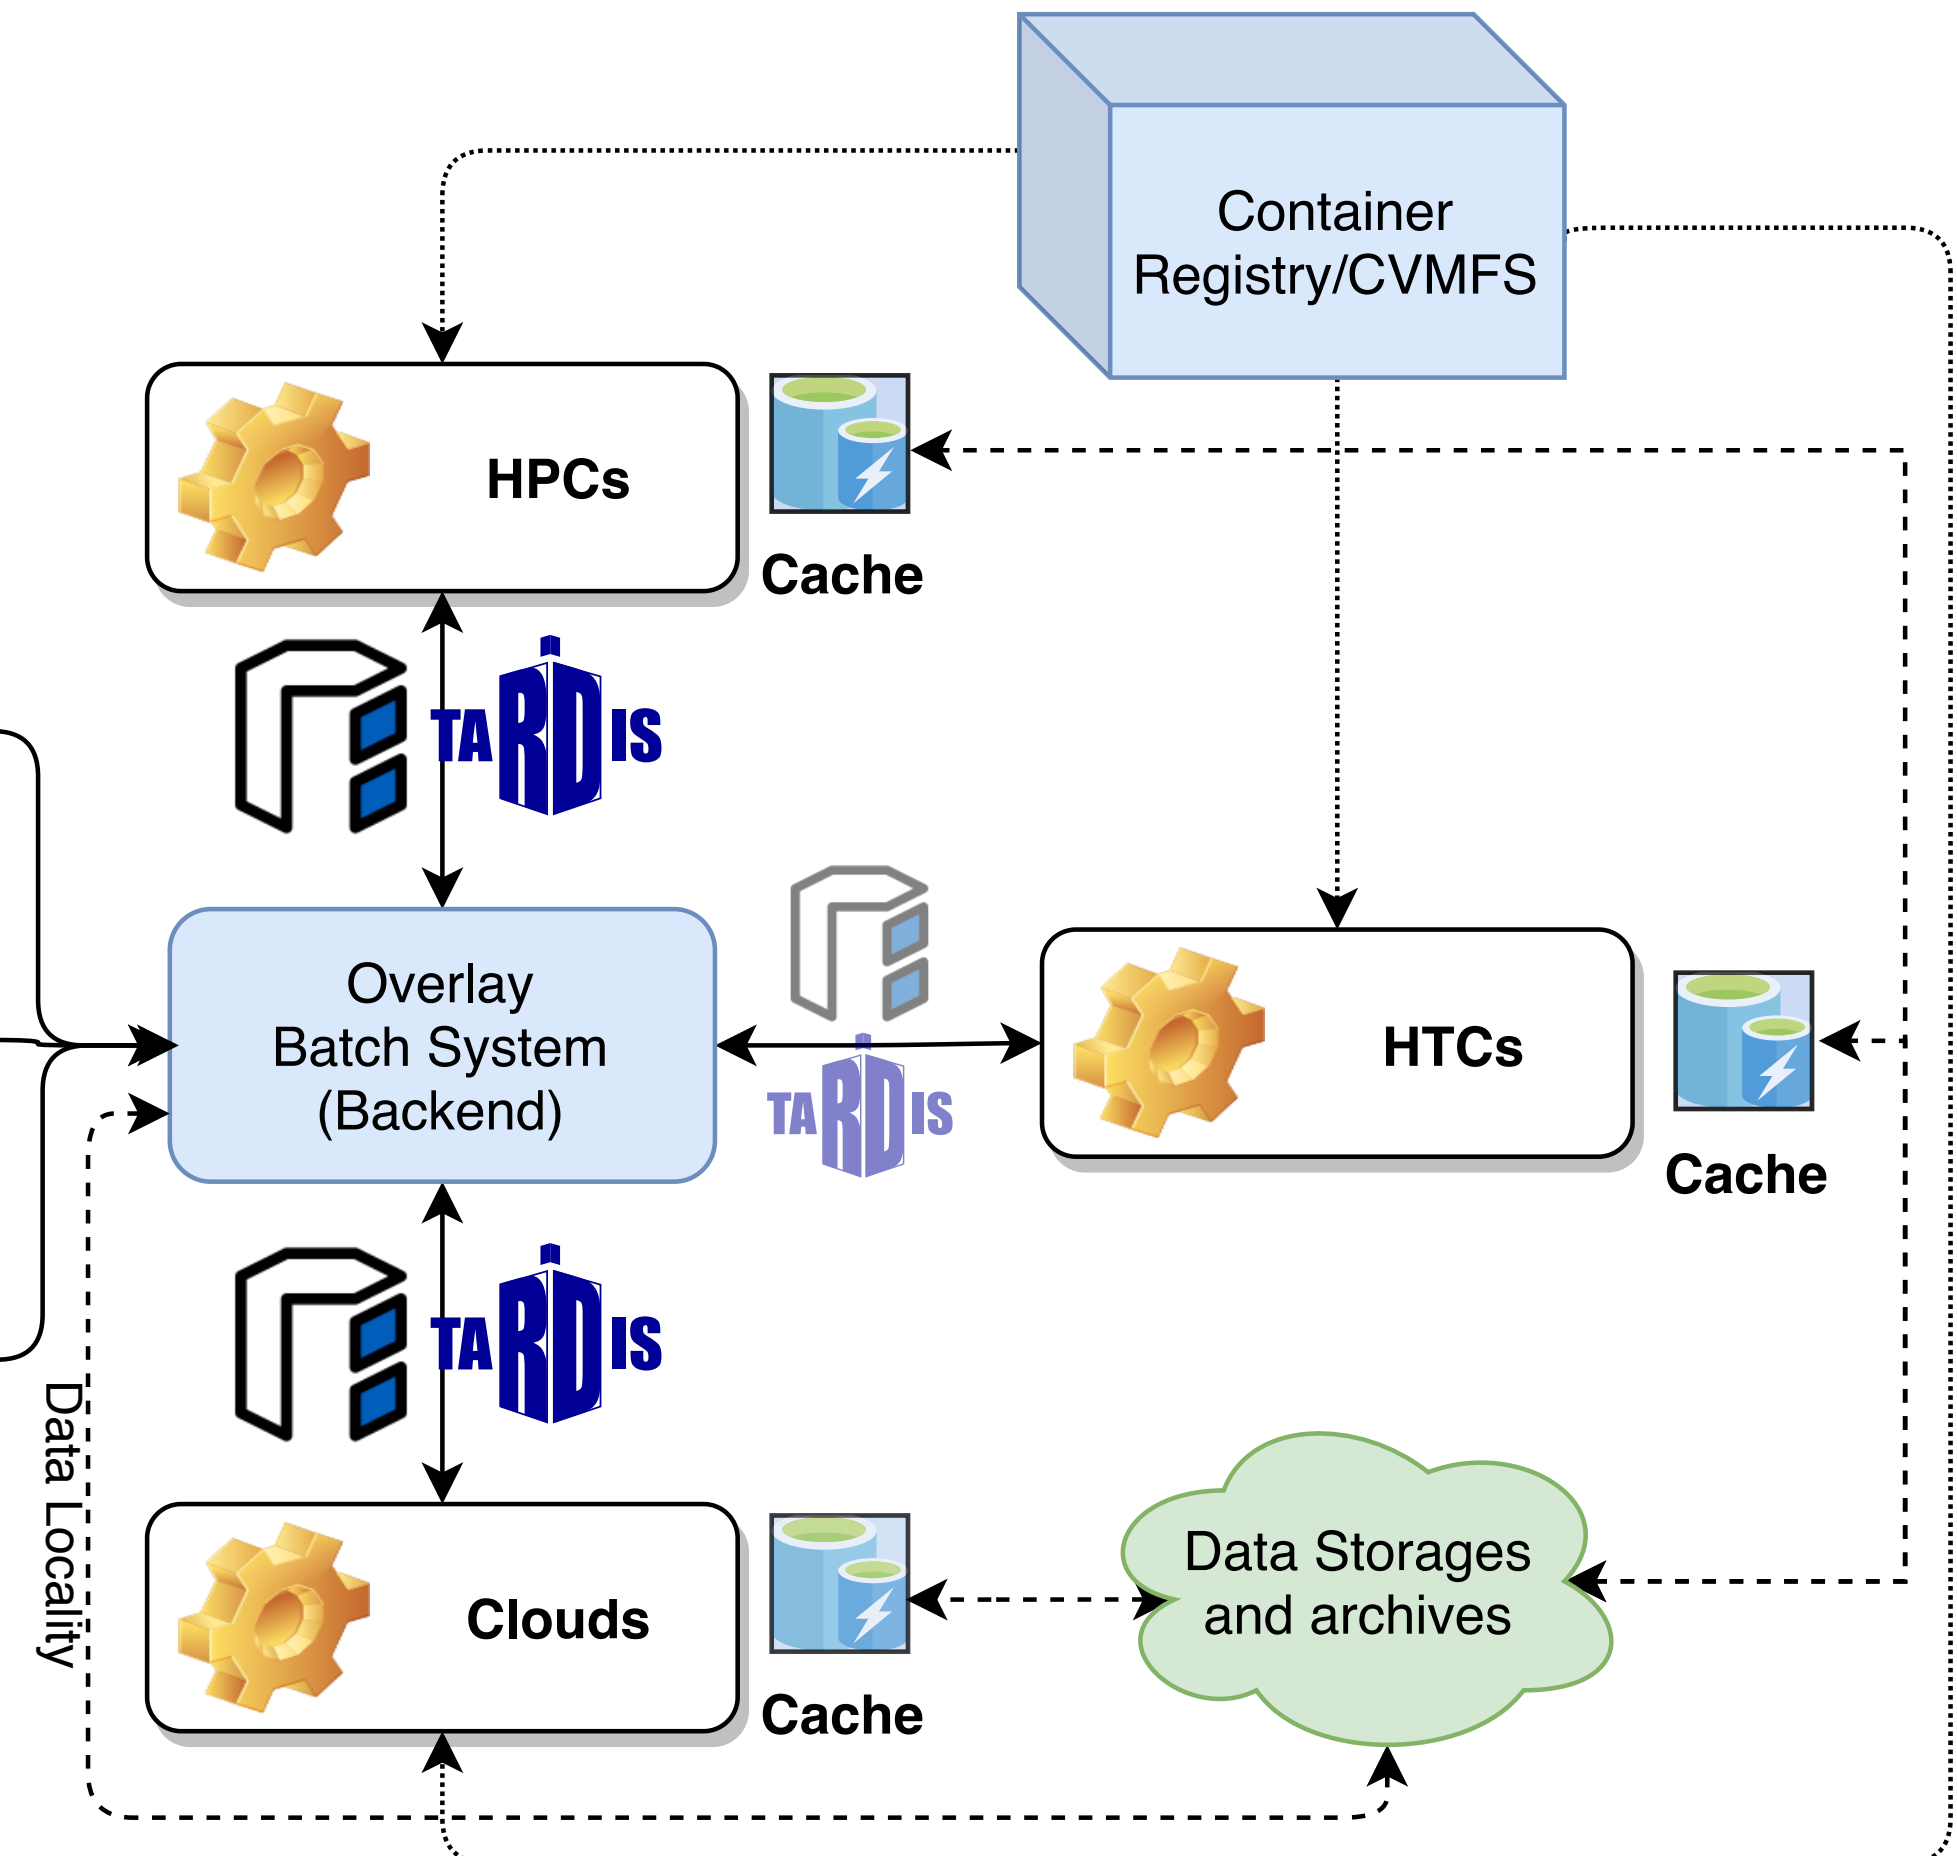 Container
Registry/CVMFS
HPCs
Cache
TARDIS
Overlay
Batch System
(Backend)
TARDIS
HTCs
Cache
TARDIS
Data Locality
Clouds
Cache
Data Storages
and archives